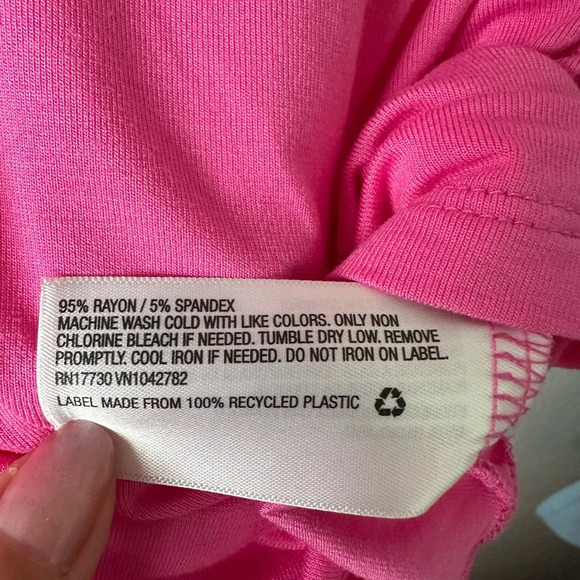 95% RAYON / 5% SPANDEX
MACHINE WASH COLD WITH LIKE COLORS. ONLY NON
CHLORINE BLEACH IF NEEDED. TUMBLE DRY LOW. REMOVE
PROMPTLY. COOL IRON IF NEEDED. DO NOT IRON ON LABEL.
RN17730 VN1042782
LABEL MADE FROM 100% RECYCLED PLASTIC